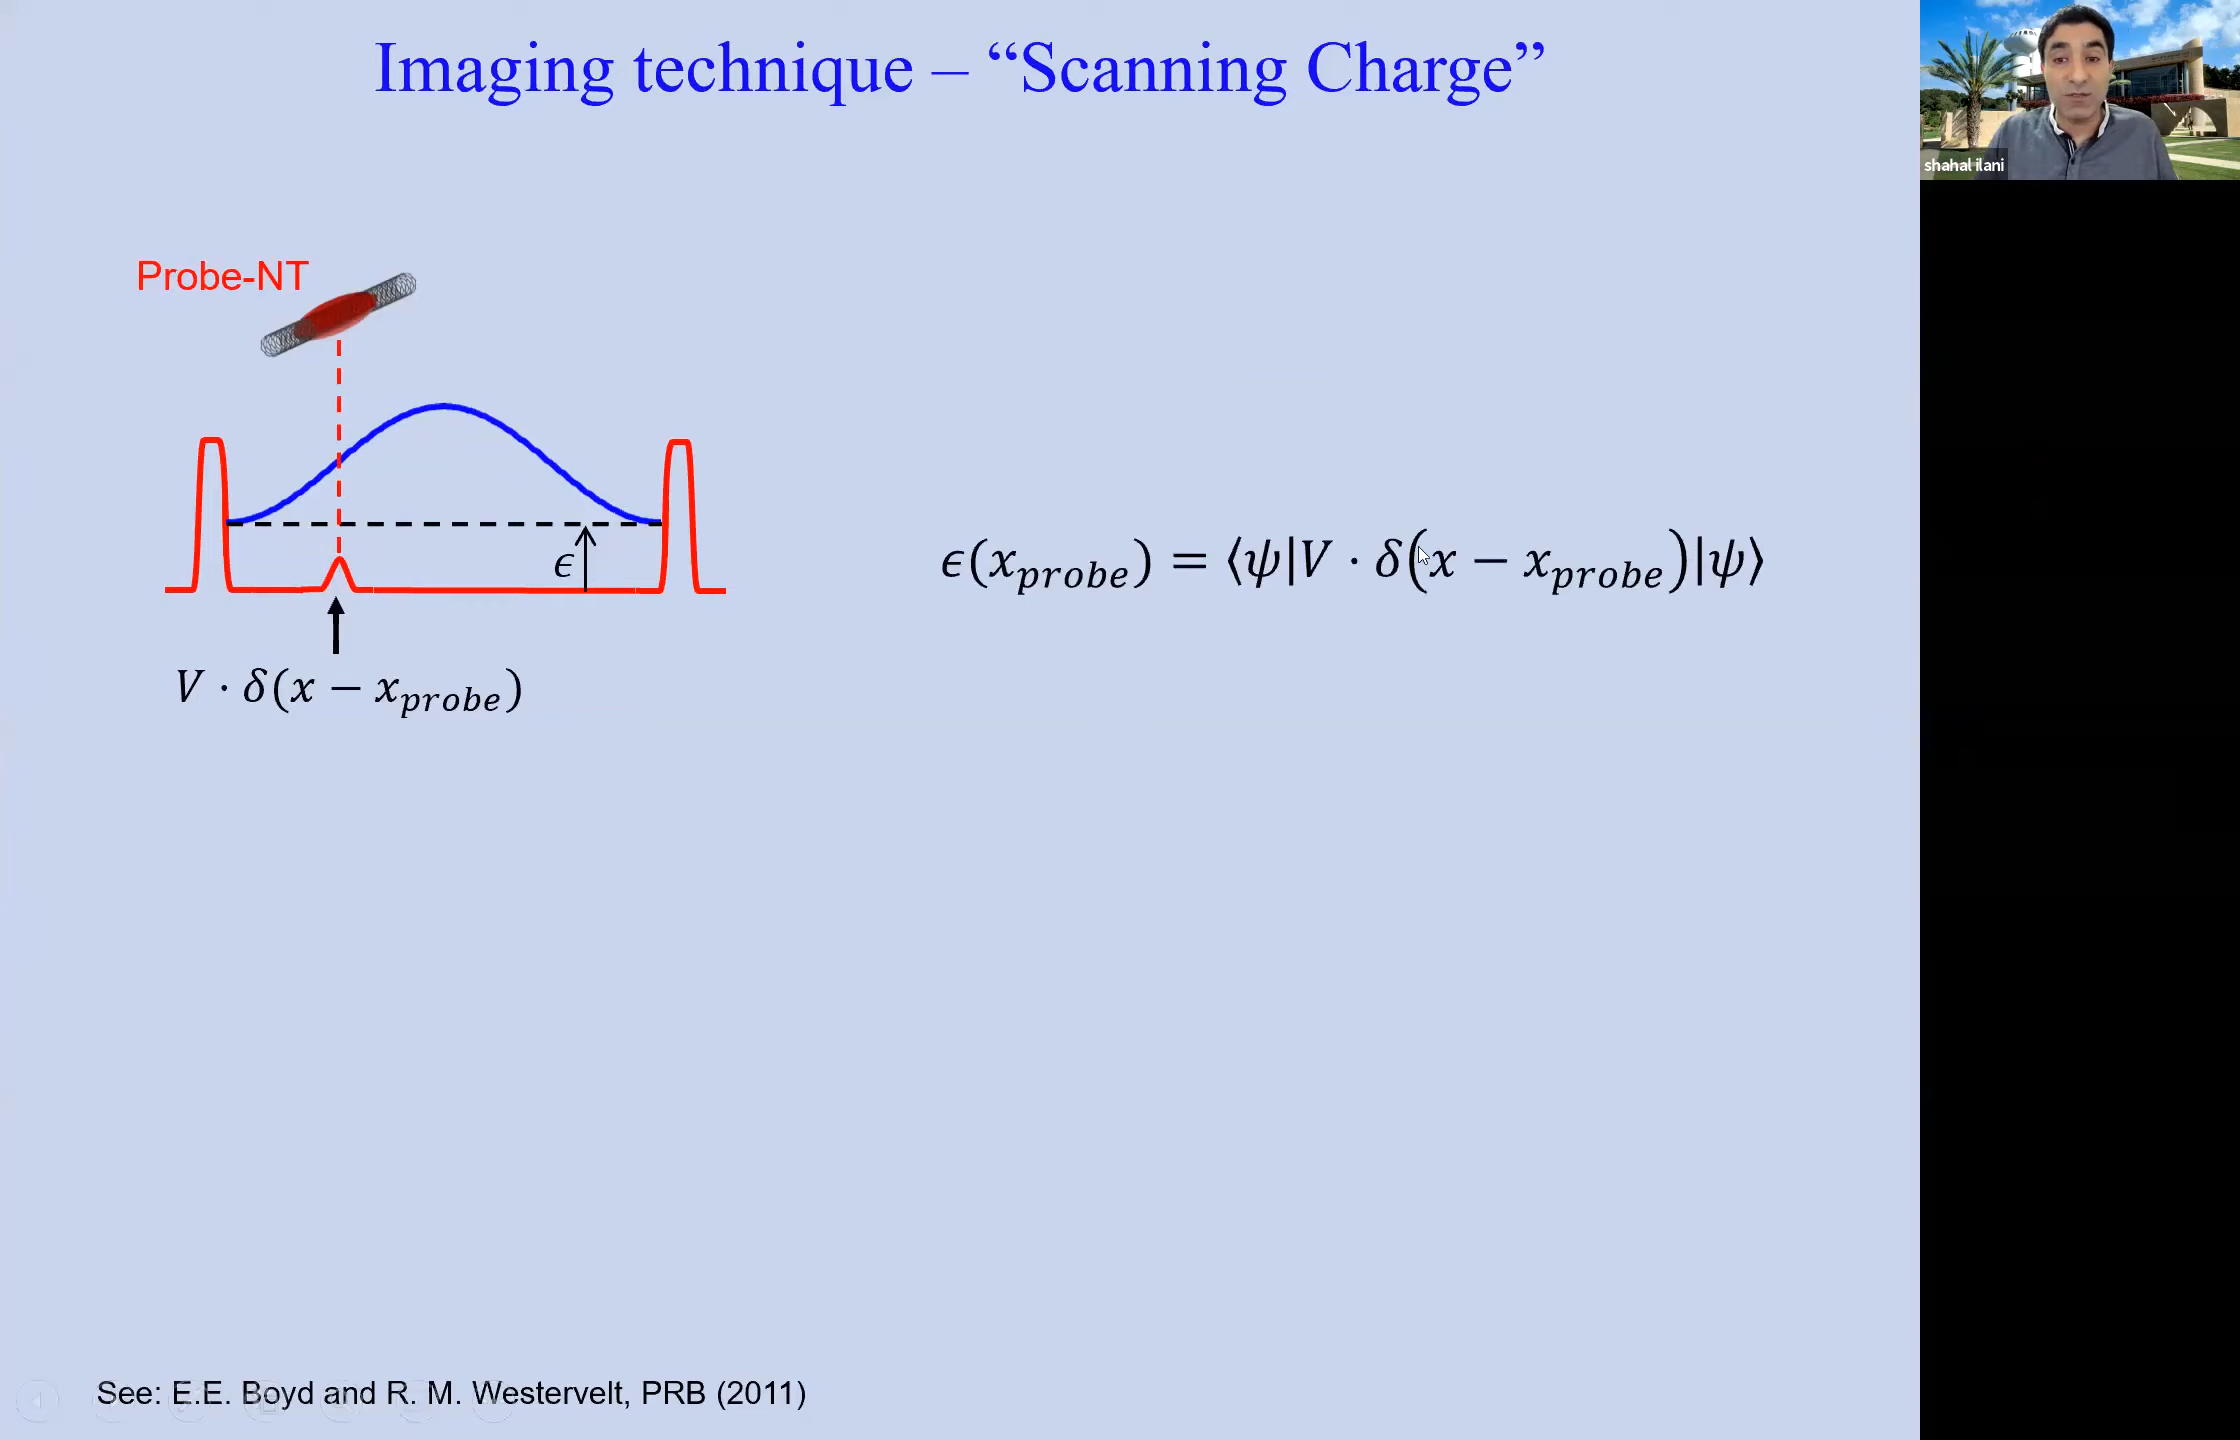 Imaging technique – “Scanning Charge”
shahal ilani
Probe-NT
ϵ
ϵ(x_probe) = ⟨ψ|V · δ(x − x_probe)|ψ⟩
V · δ(x − x_probe)
See: E.E. Boyd and R. M. Westervelt, PRB (2011)